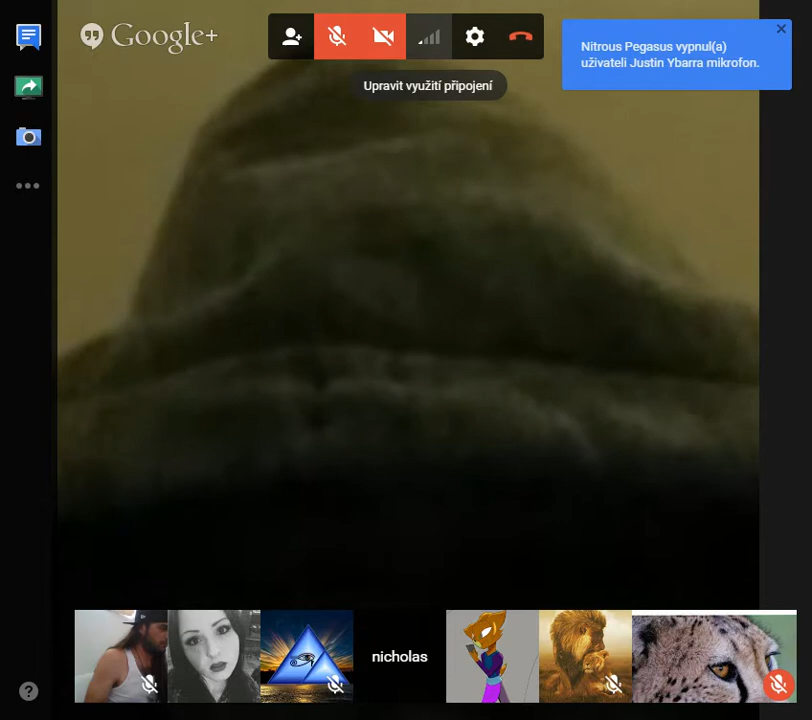 Google+
Nitrous Pegasus vypnul(a)
uživateli Justin Ybarra mikrofon.
Upravit využití připojení
nicholas